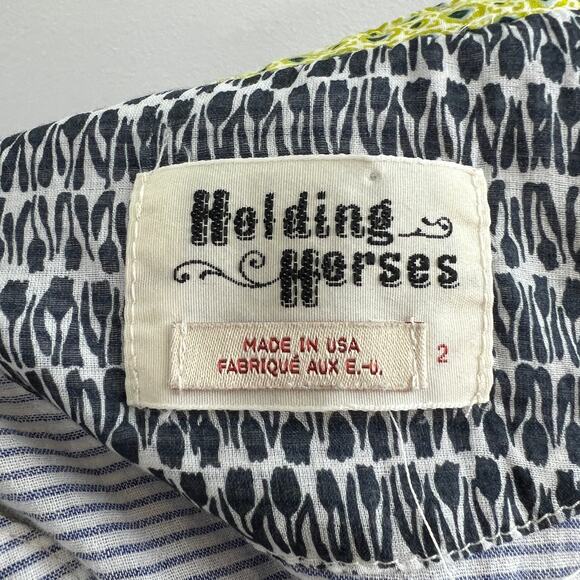 Holding
Horses
MADE IN USA
FABRIQUÉ AUX E.-U.
2